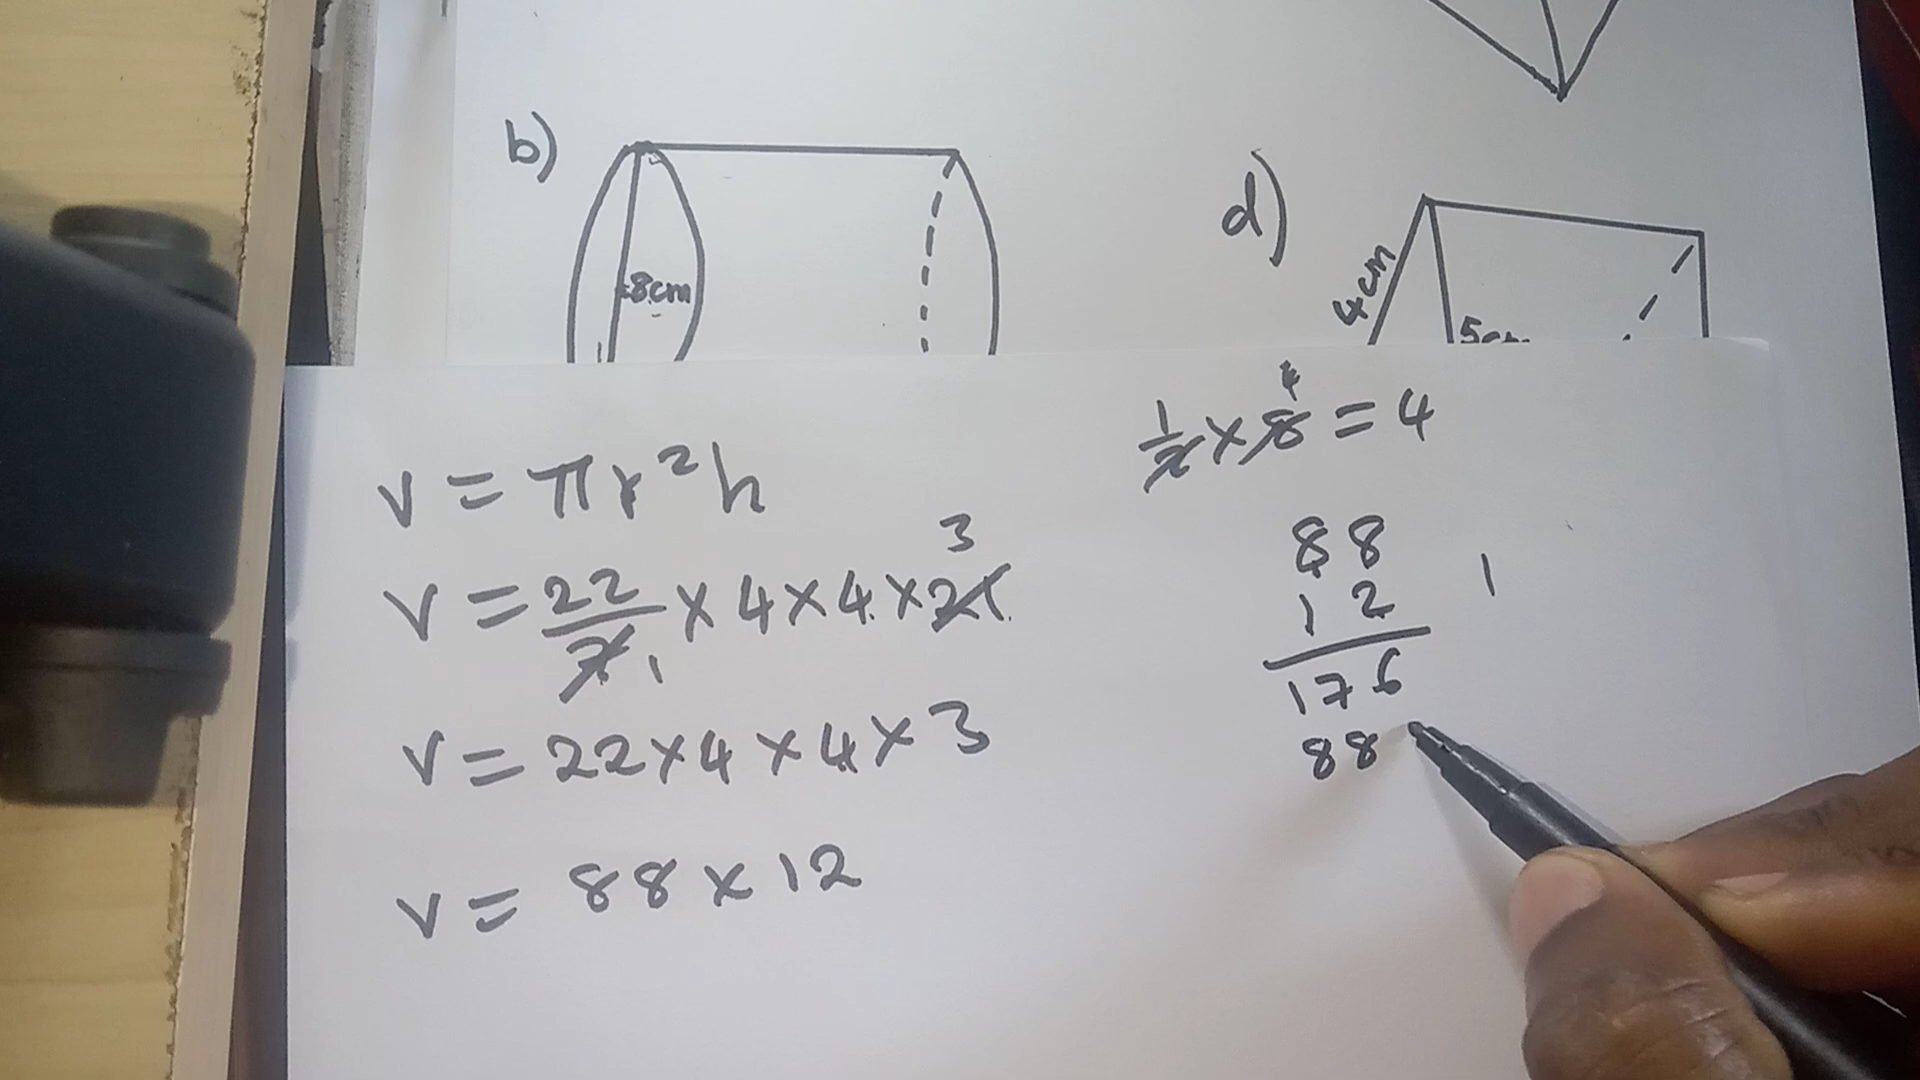 b)
8cm
d)
4cm
5cm
V = πr²h
V = 22/7 1 × 4 × 4 × 21 3
V = 22 × 4 × 4 × 3
V = 88 × 12
1/2 × 8 4 = 4
88
12
1
176
88